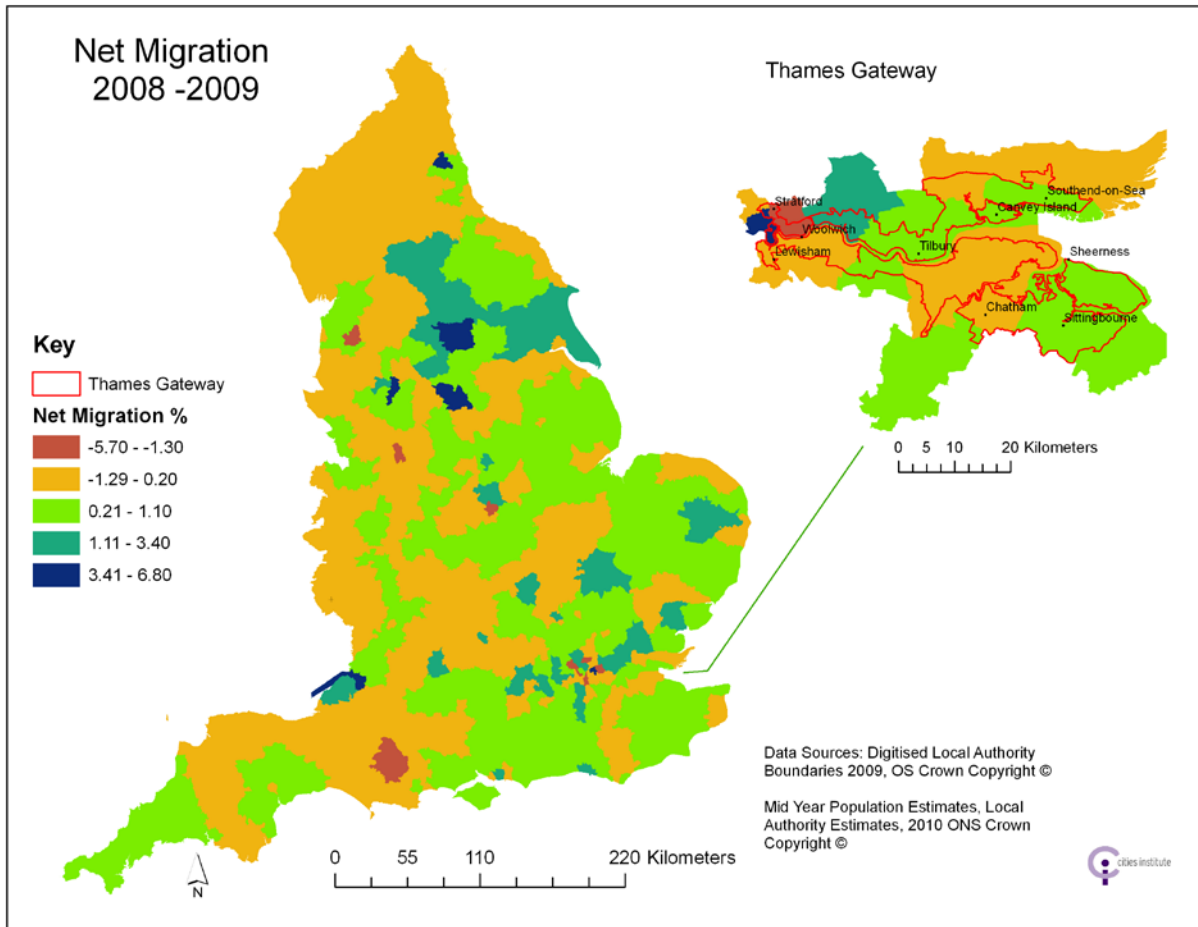 Net Migration
2008 -2009
Thames Gateway
Stratford
Woolwich
Lewisham
Southend-on-Sea
Canvey Island
Tilbury
Sheerness
Chatham
Sittingbourne
0 5 10 20 Kilometers
Key
Thames Gateway
Net Migration %
-5.70 - -1.30
-1.29 - 0.20
0.21 - 1.10
1.11 - 3.40
3.41 - 6.80
Data Sources: Digitised Local Authority
Boundaries 2009, OS Crown Copyright ©
Mid Year Population Estimates, Local
Authority Estimates, 2010 ONS Crown
Copyright ©
N
0 55 110 220 Kilometers
cities institute